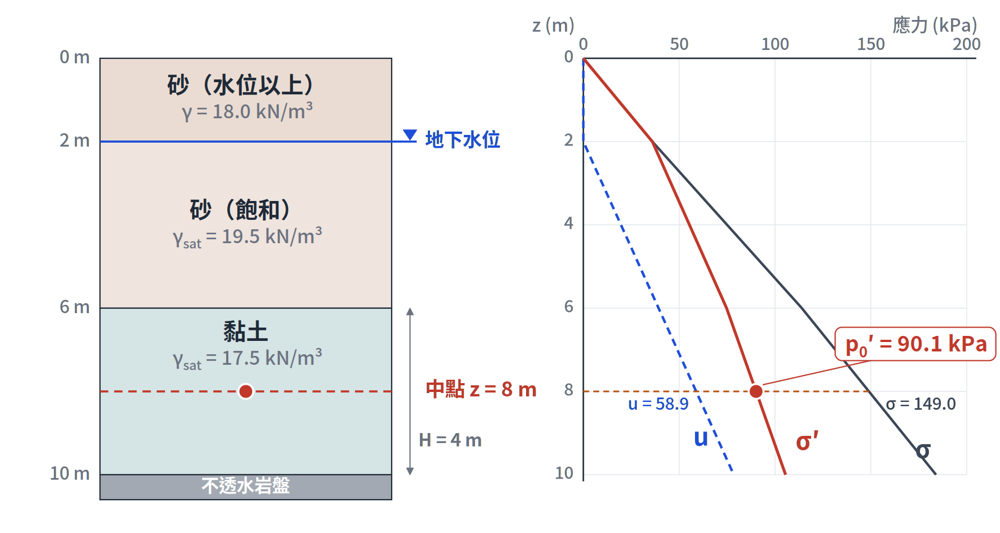 0 m
砂（水位以上）
γ = 18.0 kN/m³
2 m
地下水位
砂（飽和）
γsat = 19.5 kN/m³
6 m
黏土
γsat = 17.5 kN/m³
中點 z = 8 m
H = 4 m
10 m
不透水岩盤
z (m)
應力 (kPa)
0 50 100 150 200
0
2
4
6
8
10
p₀′ = 90.1 kPa
u = 58.9
σ = 149.0
u
σ′
σ